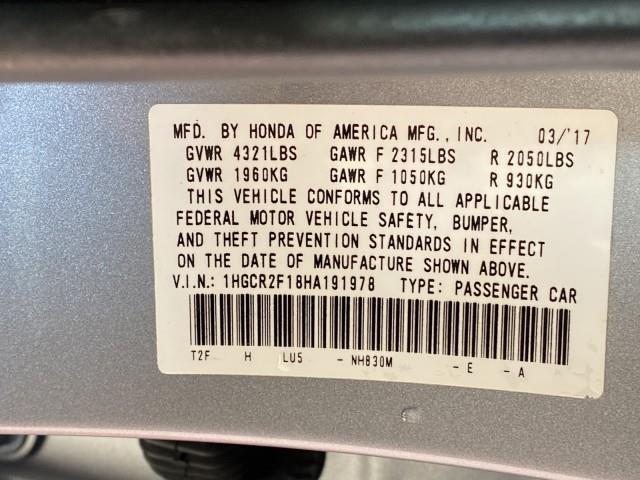 MFD. BY HONDA OF AMERICA MFG., INC. 03/'17
GVWR 4321LBS GAWR F 2315LBS R 2050LBS
GVWR 1960KG GAWR F 1050KG R 930KG
THIS VEHICLE CONFORMS TO ALL APPLICABLE
FEDERAL MOTOR VEHICLE SAFETY, BUMPER,
AND THEFT PREVENTION STANDARDS IN EFFECT
ON THE DATE OF MANUFACTURE SHOWN ABOVE.
V.I.N.: 1HGCR2F18HA191978 TYPE: PASSENGER CAR
T2F H LU5 - NH830M - E - A